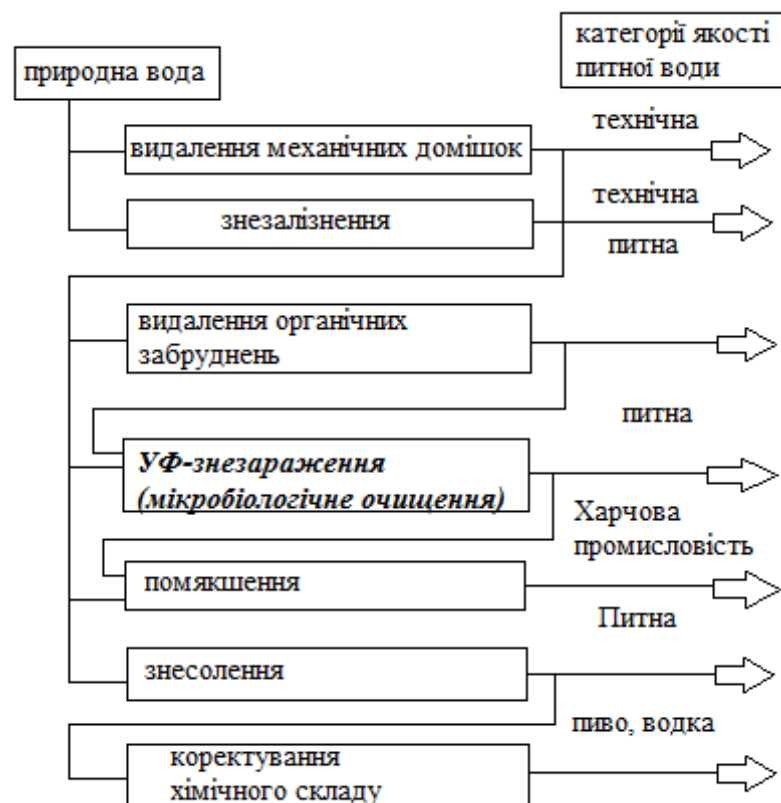 категорії якості
питної води
природна вода
технічна
видалення механічних домішок
технічна
знезалізнення
питна
видалення органічних
забруднень
питна
УФ-знезараження
(мікробіологічне очищення)
Харчова
промисловість
помякшення
Питна
знесолення
пиво, водка
коректування
хімічного складу